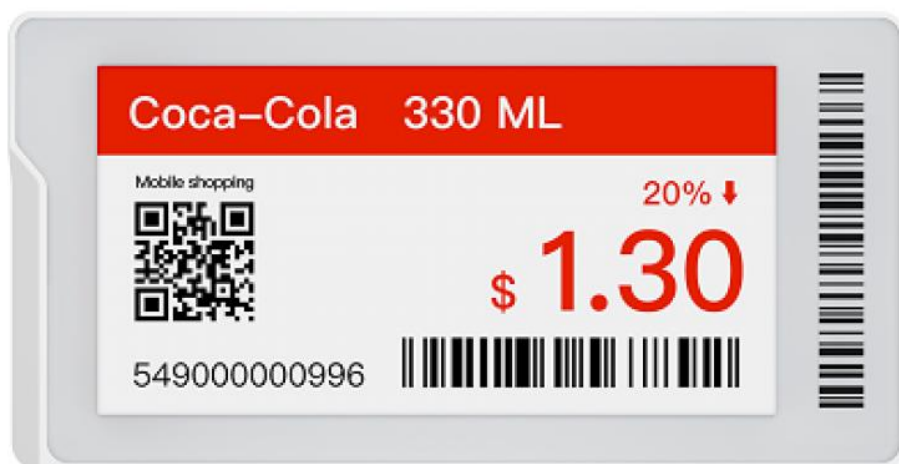 Coca-Cola 330 ML
Mobile shopping
20% ⬇
$ 1.30
549000000996